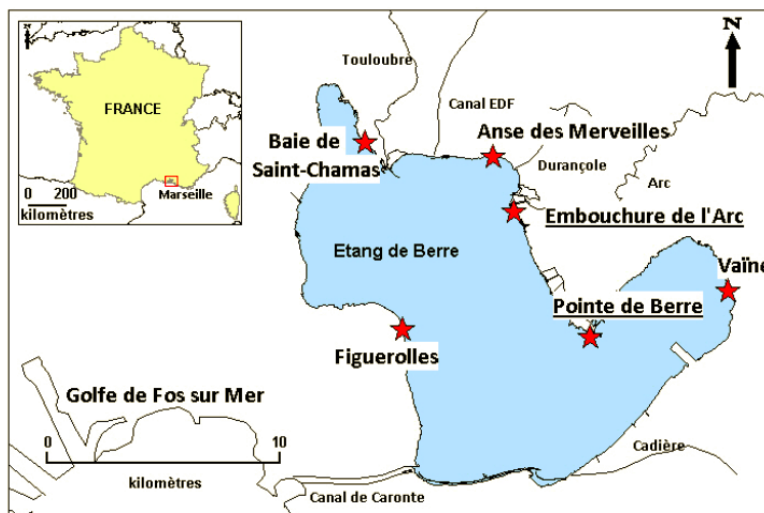 N
Touloubre
FRANCE
Canal EDF
Baie de
Saint-Chamas
Anse des Merveilles
Durançole
Arc
0 200
Marseille
kilomètres
Embouchure de l'Arc
Etang de Berre
Vaïne
Pointe de Berre
Figuerolles
Golfe de Fos sur Mer
0 10
kilomètres
Cadière
Canal de Caronte